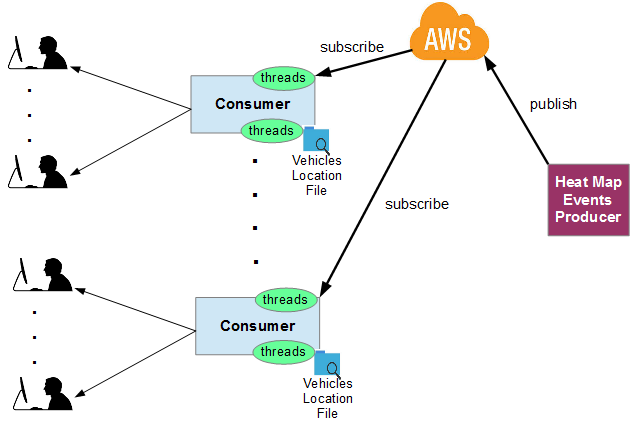 AWS
subscribe
threads
Consumer
threads
publish
Vehicles
Location
File
Heat Map
Events
Producer
subscribe
threads
Consumer
threads
Vehicles
Location
File